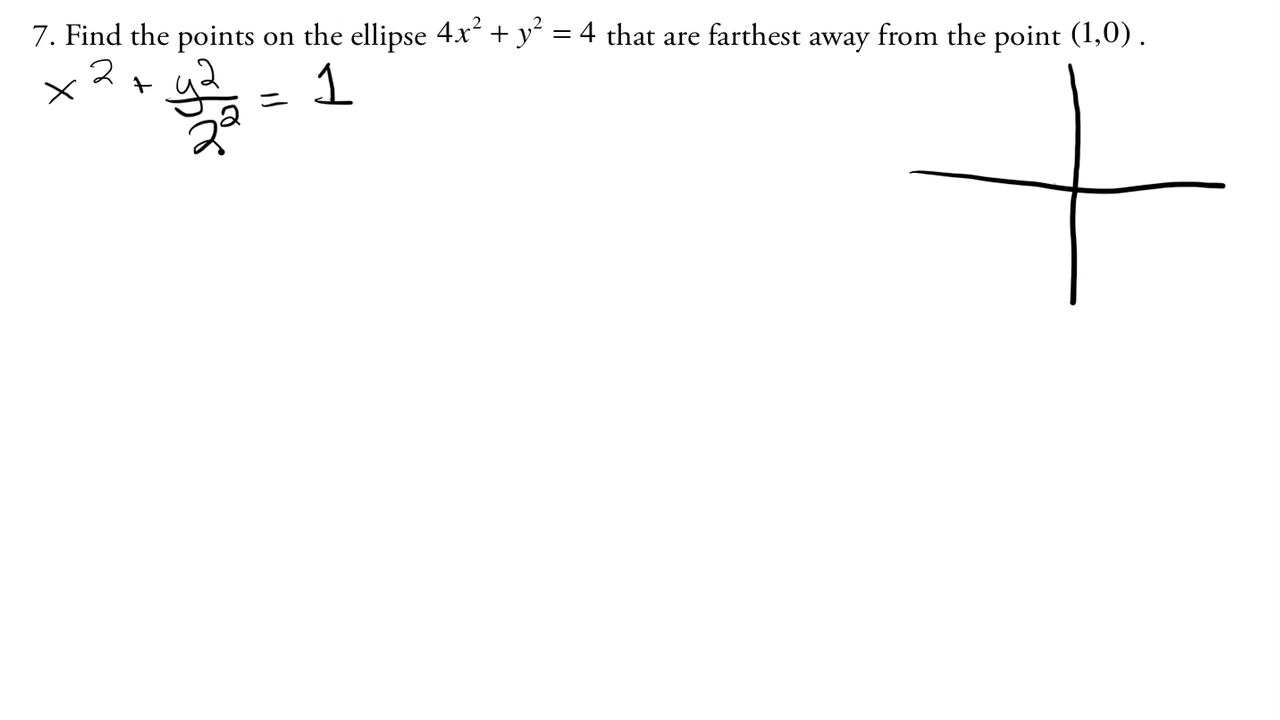 7. Find the points on the ellipse 4x² + y² = 4 that are farthest away from the point (1,0) .
x² + y²/2² = 1